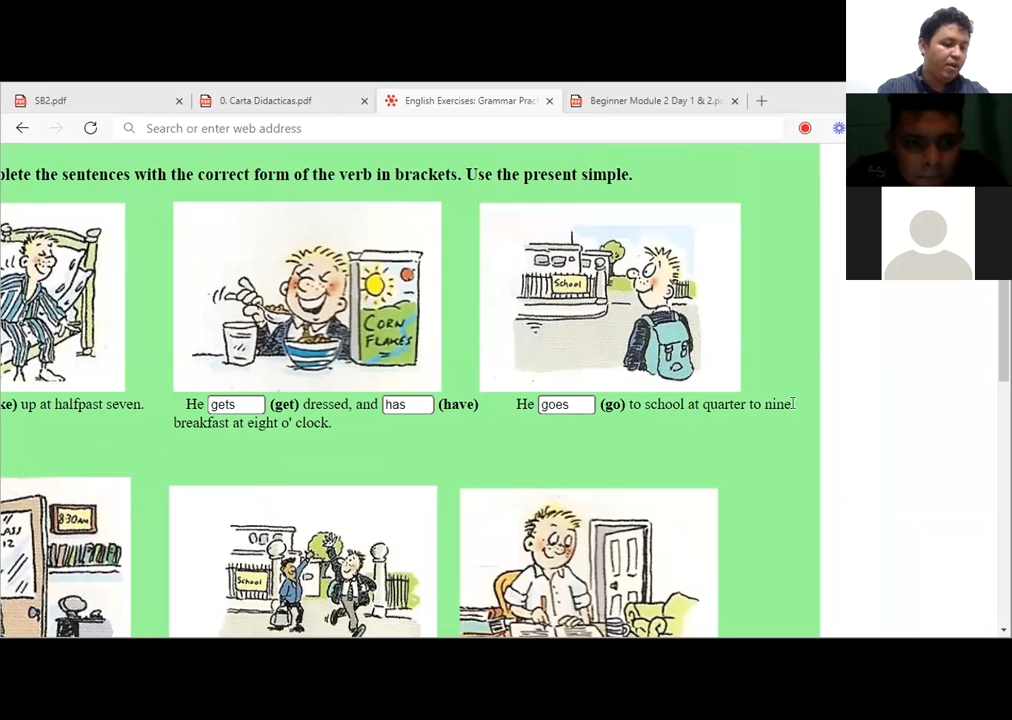 SB2.pdf
0. Carta Didacticas.pdf
English Exercises: Grammar Prac
Beginner Module 2 Day 1 & 2.p
Search or enter web address
plete the sentences with the correct form of the verb in brackets. Use the present simple.
CORN
FLAKES
School
ke) up at halfpast seven.
He gets (get) dressed, and has (have)
breakfast at eight o' clock.
He goes (go) to school at quarter to nine.
ASS
12
8:30AM
School